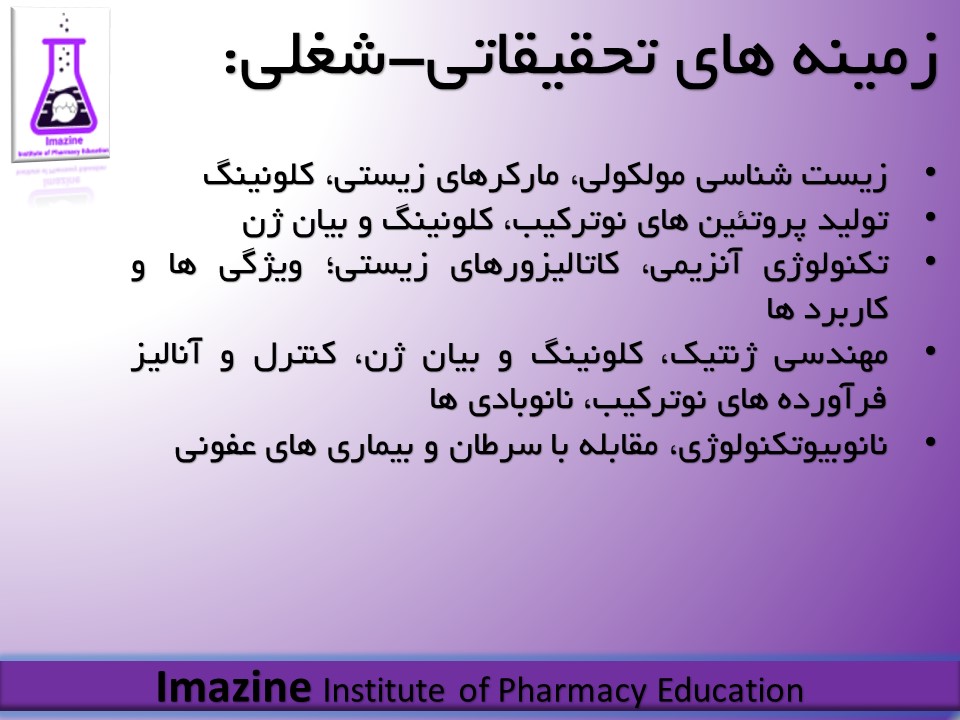 زمینه های تحقیقاتی–شغلی:
Imazine
Institute of Pharmacy Education
• زیست شناسی مولکولی، مارکرهای زیستی، کلونینگ
• تولید پروتئین های نوترکیب، کلونینگ و بیان ژن
• تکنولوژی آنزیمی، کاتالیزورهای زیستی؛ ویژگی ها و
کاربرد ها
• مهندسی ژنتیک، کلونینگ و بیان ژن، کنترل و آنالیز
فرآورده های نوترکیب، نانوبادی ها
• نانوبیوتکنولوژی، مقابله با سرطان و بیماری های عفونی
Imazine Institute of Pharmacy Education